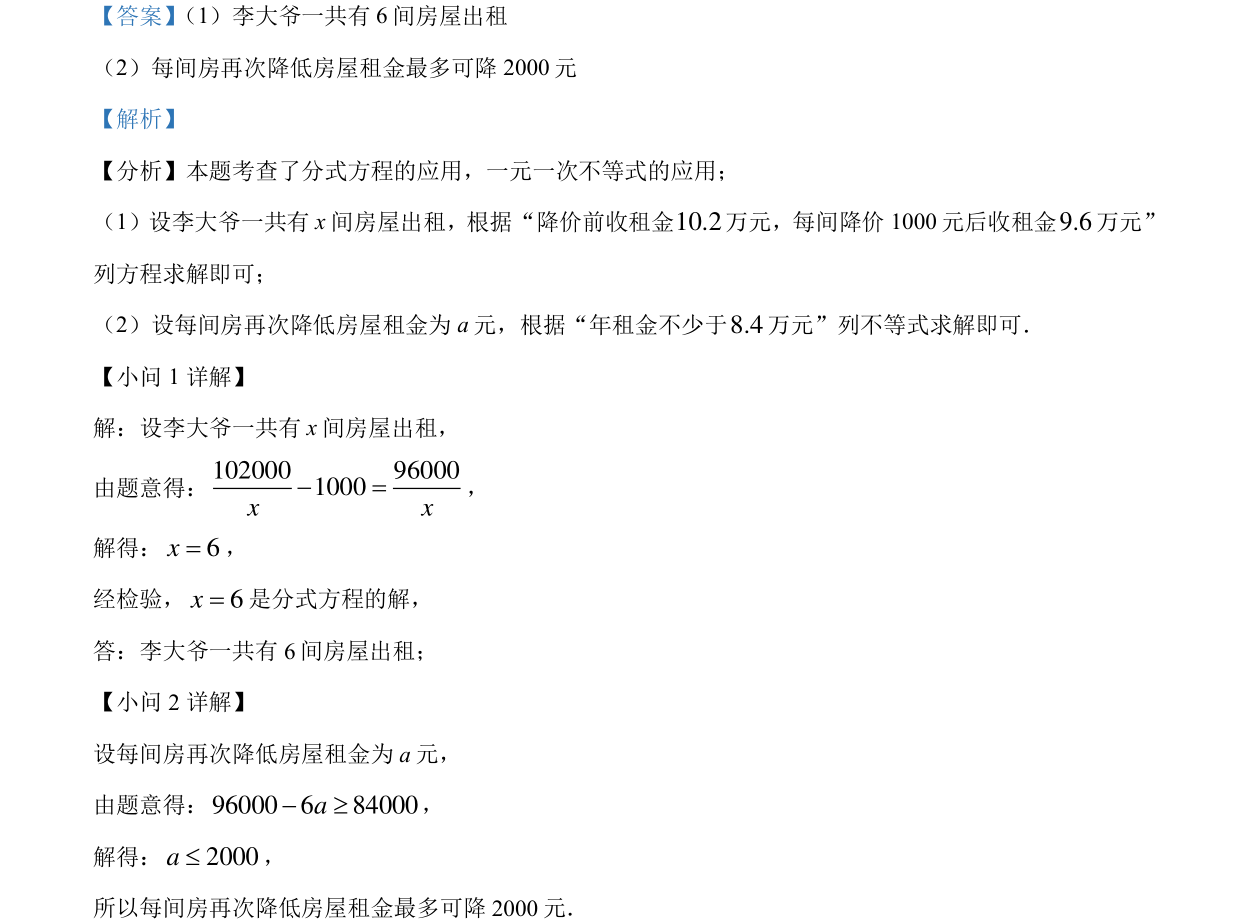 【答案】（1）李大爷一共有 6 间房屋出租
（2）每间房再次降低房屋租金最多可降 2000 元
【解析】
【分析】本题考查了分式方程的应用，一元一次不等式的应用；
（1）设李大爷一共有 x 间房屋出租，根据“降价前收租金10.2万元，每间降价 1000 元后收租金9.6万元”
列方程求解即可；
（2）设每间房再次降低房屋租金为 a 元，根据“年租金不少于8.4万元”列不等式求解即可．
【小问 1 详解】
解：设李大爷一共有 x 间房屋出租，
由题意得：102000/x −1000 = 96000/x，
解得： x = 6，
经检验， x = 6 是分式方程的解，
答：李大爷一共有 6 间房屋出租；
【小问 2 详解】
设每间房再次降低房屋租金为 a 元，
由题意得：96000 − 6a ≥ 84000，
解得：a ≤ 2000，
所以每间房再次降低房屋租金最多可降 2000 元．